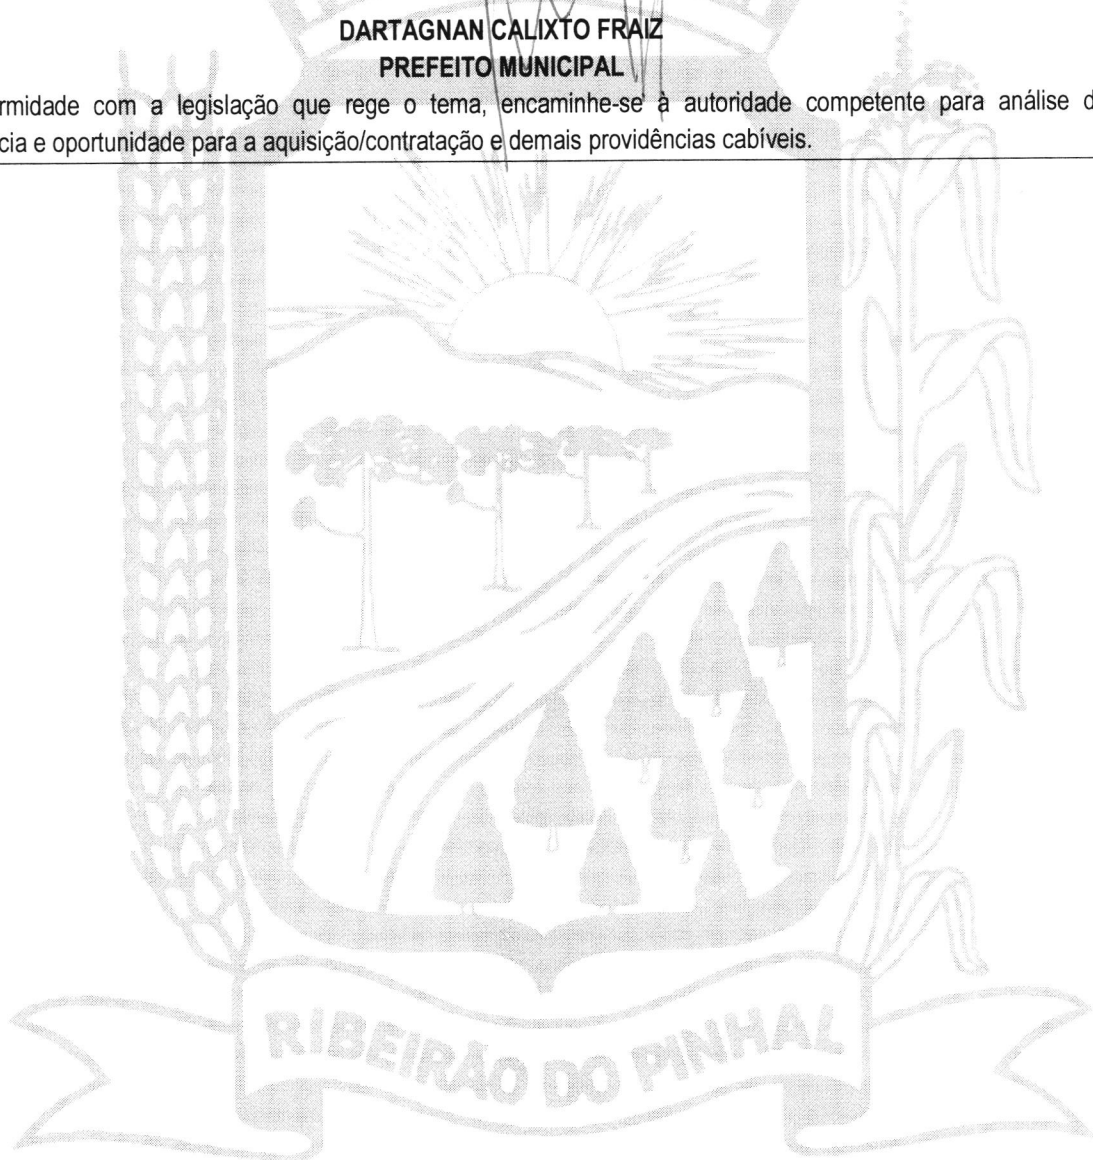 DARTAGNAN CALIXTO FRAIZ
PREFEITO MUNICIPAL
rmidade com a legislação que rege o tema, encaminhe-se à autoridade competente para análise d
cia e oportunidade para a aquisição/contratação e demais providências cabíveis.
RIBEIRÃO DO PINHAL